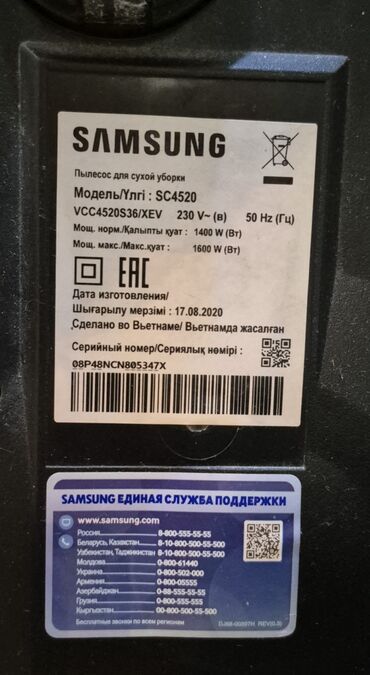 SAMSUNG
Пылесос для сухой уборки
Модель/Үлгі : SC4520
VCC4520S36/XEV 230 V~ (в) 50 Hz (Гц)
Мощ. норм./Қалыпты қуат : 1400 W (Вт)
Мощ. макс./Макс.қуат : 1600 W (Вт)
EAC
Дата изготовления/
Шығарылу мерзімі : 17.08.2020
Сделано во Вьетнаме/ Вьетнамда жасалған
Серийный номер/Сериялық нөмірі :
08P48NCN805347X
SAMSUNG ЕДИНАЯ СЛУЖБА ПОДДЕРЖКИ
www.samsung.com
Россия 8-800-555-55-55
Беларусь, Казахстан 8-10-800-500-55-500
Узбекистан, Таджикистан 8-10-800-500-55-500
Молдова 0-800-61440
Украина 0-800-502-000
Армения 0-800-05555
Азербайджан 0-88-555-55-55
Грузия 0-800-555-555
Кыргызстан 00-800-500-55-500
Бесплатные звонки по всем регионам DJ68-00897H REV(0.9)